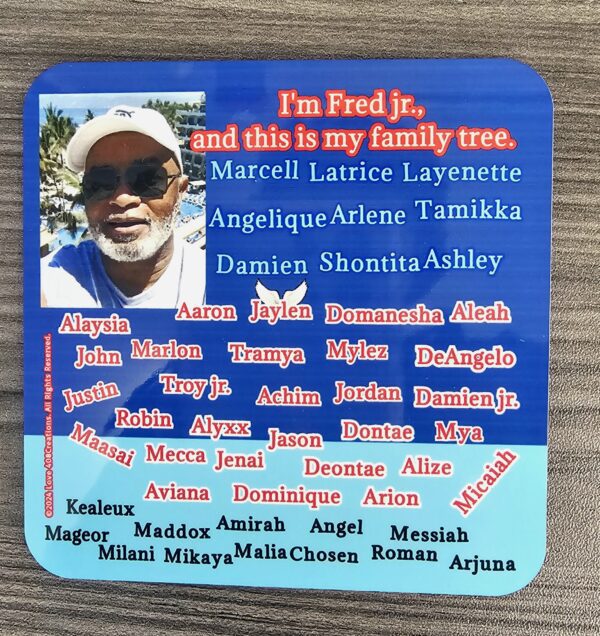 I'm Fred jr.,
and this is my family tree.
Marcell Latrice Layenette
Angelique Arlene Tamikka
Damien Shontita Ashley
Alaysia Aaron Jaylen Domanesha Aleah
John Marlon Tramya Mylez DeAngelo
Justin Troy jr. Achim Jordan Damien jr.
Robin Alyxx Jason Dontae Mya
Maasai Mecca Jenai Deontae Alize Micaiah
Aviana Dominique Arion
Kealeux
Mageor Maddox Amirah Angel Messiah
Milani Mikaya Malia Chosen Roman Arjuna
©2024 Love 408Creations. All Rights Reserved.